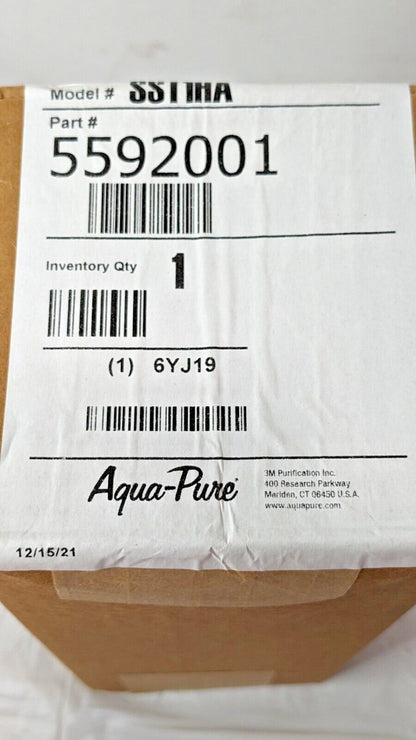 Model # SST1HA
Part #
5592001
Inventory Qty 1
(1) 6YJ19
Aqua-Pure
3M Purification Inc.
400 Research Parkway
Meriden, CT 06450 U.S.A.
www.aquapure.com
12/15/21